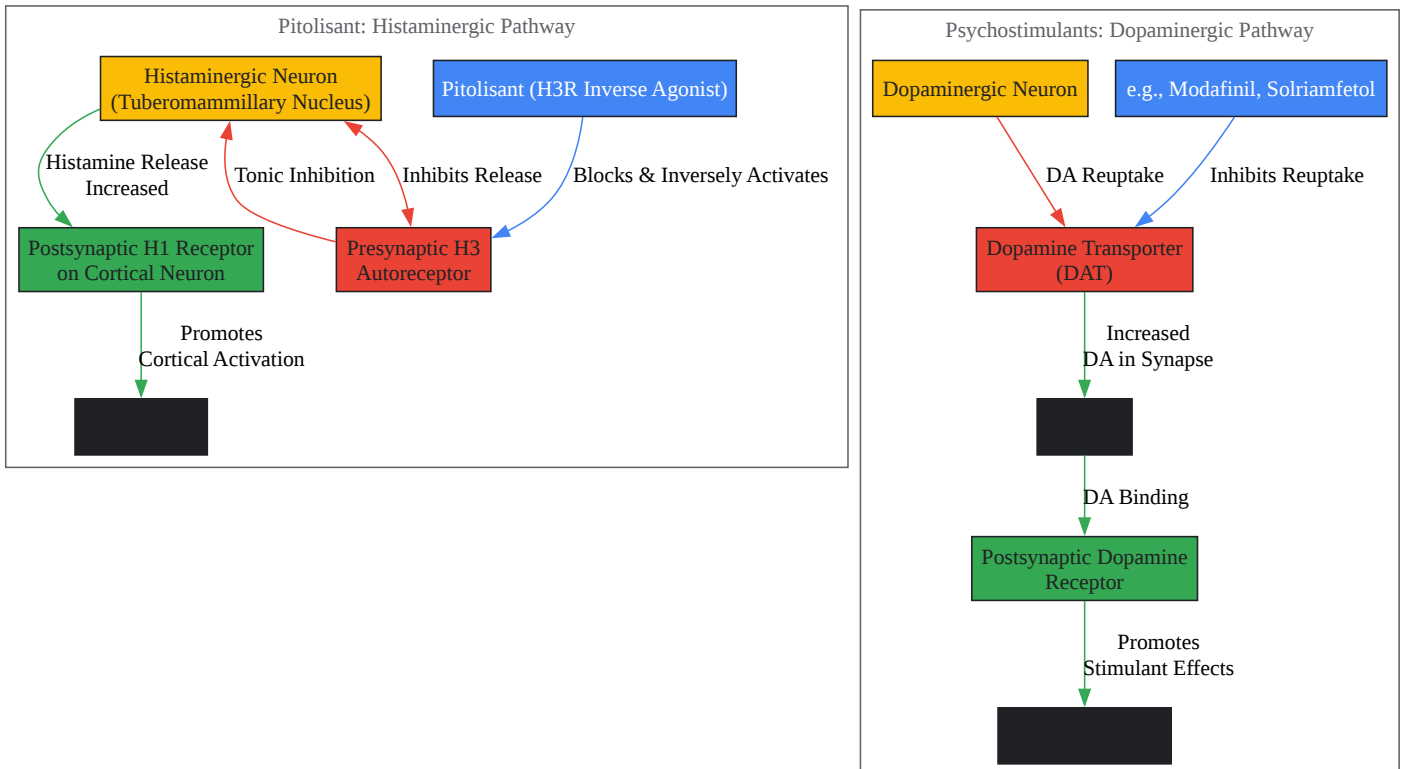 Pitolisant: Histaminergic Pathway
Histaminergic Neuron
(Tuberomammillary Nucleus)
Pitolisant (H3R Inverse Agonist)
Histamine Release
Increased
Tonic Inhibition
Inhibits Release
Blocks & Inversely Activates
Postsynaptic H1 Receptor
on Cortical Neuron
Presynaptic H3
Autoreceptor
Promotes
Cortical Activation
Psychostimulants: Dopaminergic Pathway
Dopaminergic Neuron
e.g., Modafinil, Solriamfetol
DA Reuptake
Inhibits Reuptake
Dopamine Transporter
(DAT)
Increased
DA in Synapse
DA Binding
Postsynaptic Dopamine
Receptor
Promotes
Stimulant Effects